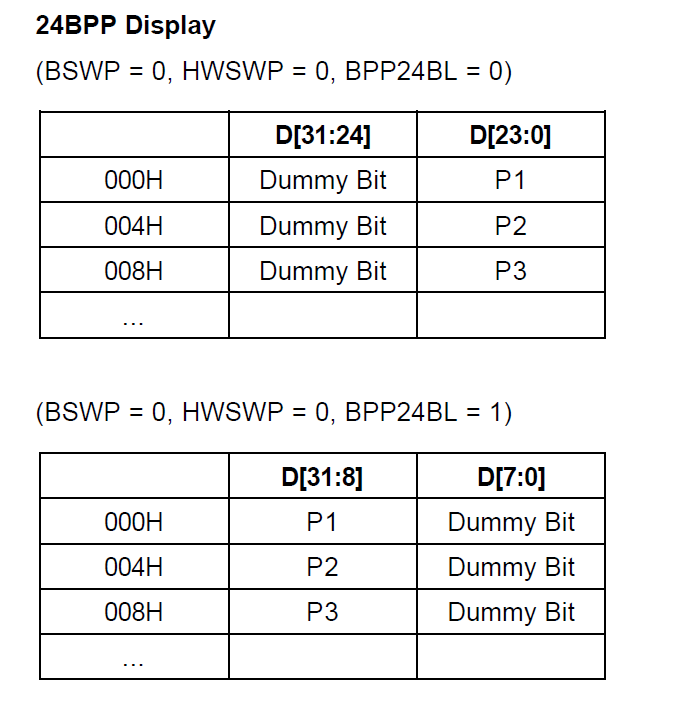 24BPP Display
(BSWP = 0, HWSWP = 0, BPP24BL = 0)
D[31:24] D[23:0]
000H Dummy Bit P1
004H Dummy Bit P2
008H Dummy Bit P3
...
(BSWP = 0, HWSWP = 0, BPP24BL = 1)
D[31:8] D[7:0]
000H P1 Dummy Bit
004H P2 Dummy Bit
008H P3 Dummy Bit
...